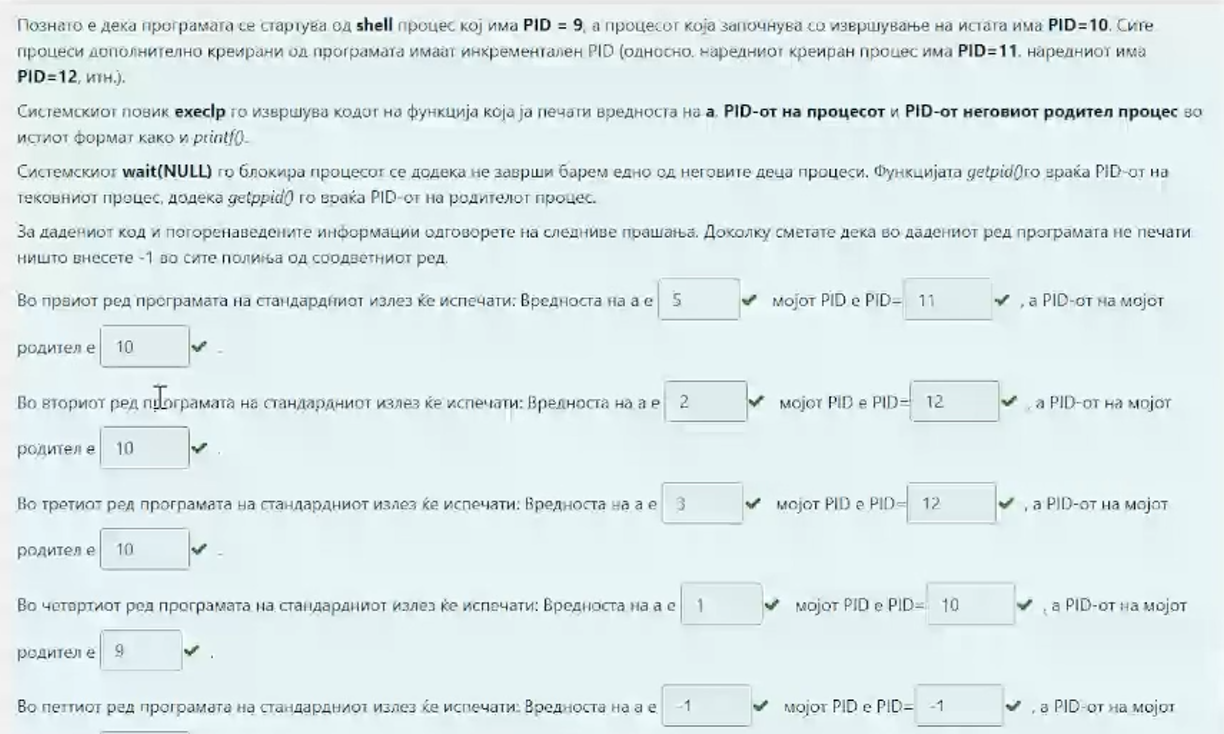 Познато е дека програмата се стартува од shell процес кој има PID = 9, а процесот која започнува со извршување на истата има PID=10. Сите
процеси дополнително креирани од програмата имаат инкрементален PID (односно, наредниот креиран процес има PID=11, наредниот има
PID=12, итн.).
Системскиот повик execlp го извршува кодот на функција која ја печати вредноста на a, PID-от на процесот и PID-от неговиот родител процес во
истиот формат како и printf().
Системскиот wait(NULL) го блокира процесот се додека не заврши барем едно од неговите деца процеси. Функцијата getpid()го враќа PID-от на
тековниот процес, додека getppid() го враќа PID-от на родителот процес.
За дадениот код и погоренаведените информации одговорете на следниве прашања. Доколку сметате дека во дадениот ред програмата не печати
ништо внесете -1 во сите полиња од соодветниот ред.
Во првиот ред програмата на стандардниот излез ќе испечати: Вредноста на a е 5 мојот PID е PID= 11 , а PID-от на мојот
родител е 10 .
Во вториот ред програмата на стандардниот излез ќе испечати: Вредноста на a е 2 мојот PID е PID= 12 , а PID-от на мојот
родител е 10 .
Во третиот ред програмата на стандардниот излез ќе испечати: Вредноста на a е 3 мојот PID е PID= 12 , а PID-от на мојот
родител е 10 .
Во четвртиот ред програмата на стандардниот излез ќе испечати: Вредноста на a е 1 мојот PID е PID= 10 , а PID-от на мојот
родител е 9 .
Во петтиот ред програмата на стандардниот излез ќе испечати: Вредноста на a е -1 мојот PID е PID= -1 , а PID-от на мојот